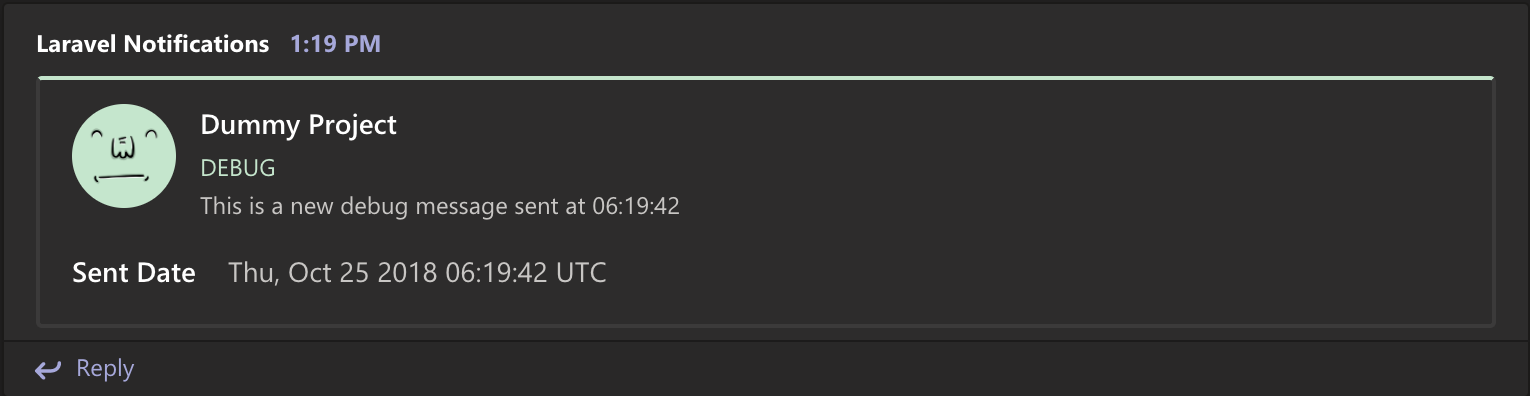 Laravel Notifications 1:19 PM
Dummy Project
DEBUG
This is a new debug message sent at 06:19:42
Sent Date Thu, Oct 25 2018 06:19:42 UTC
Reply